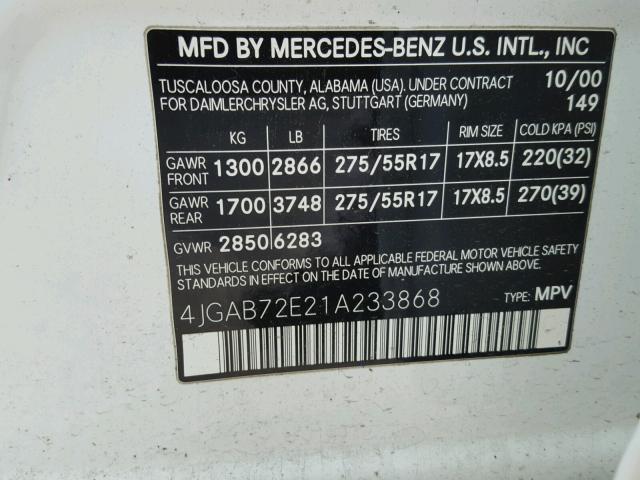 MFD BY MERCEDES-BENZ U.S. INTL., INC
TUSCALOOSA COUNTY, ALABAMA (USA). UNDER CONTRACT 10/00
FOR DAIMLERCHRYSLER AG, STUTTGART (GERMANY) 149
KG LB TIRES RIM SIZE COLD KPA (PSI)
GAWR FRONT 1300 2866 275/55R17 17X8.5 220(32)
GAWR REAR 1700 3748 275/55R17 17X8.5 270(39)
GVWR 2850 6283
THIS VEHICLE CONFORMS TO ALL APPLICABLE FEDERAL MOTOR VEHICLE SAFETY
STANDARDS IN EFFECT ON THE DATE OF MANUFACTURE SHOWN ABOVE.
4JGAB72E21A233868 TYPE: MPV